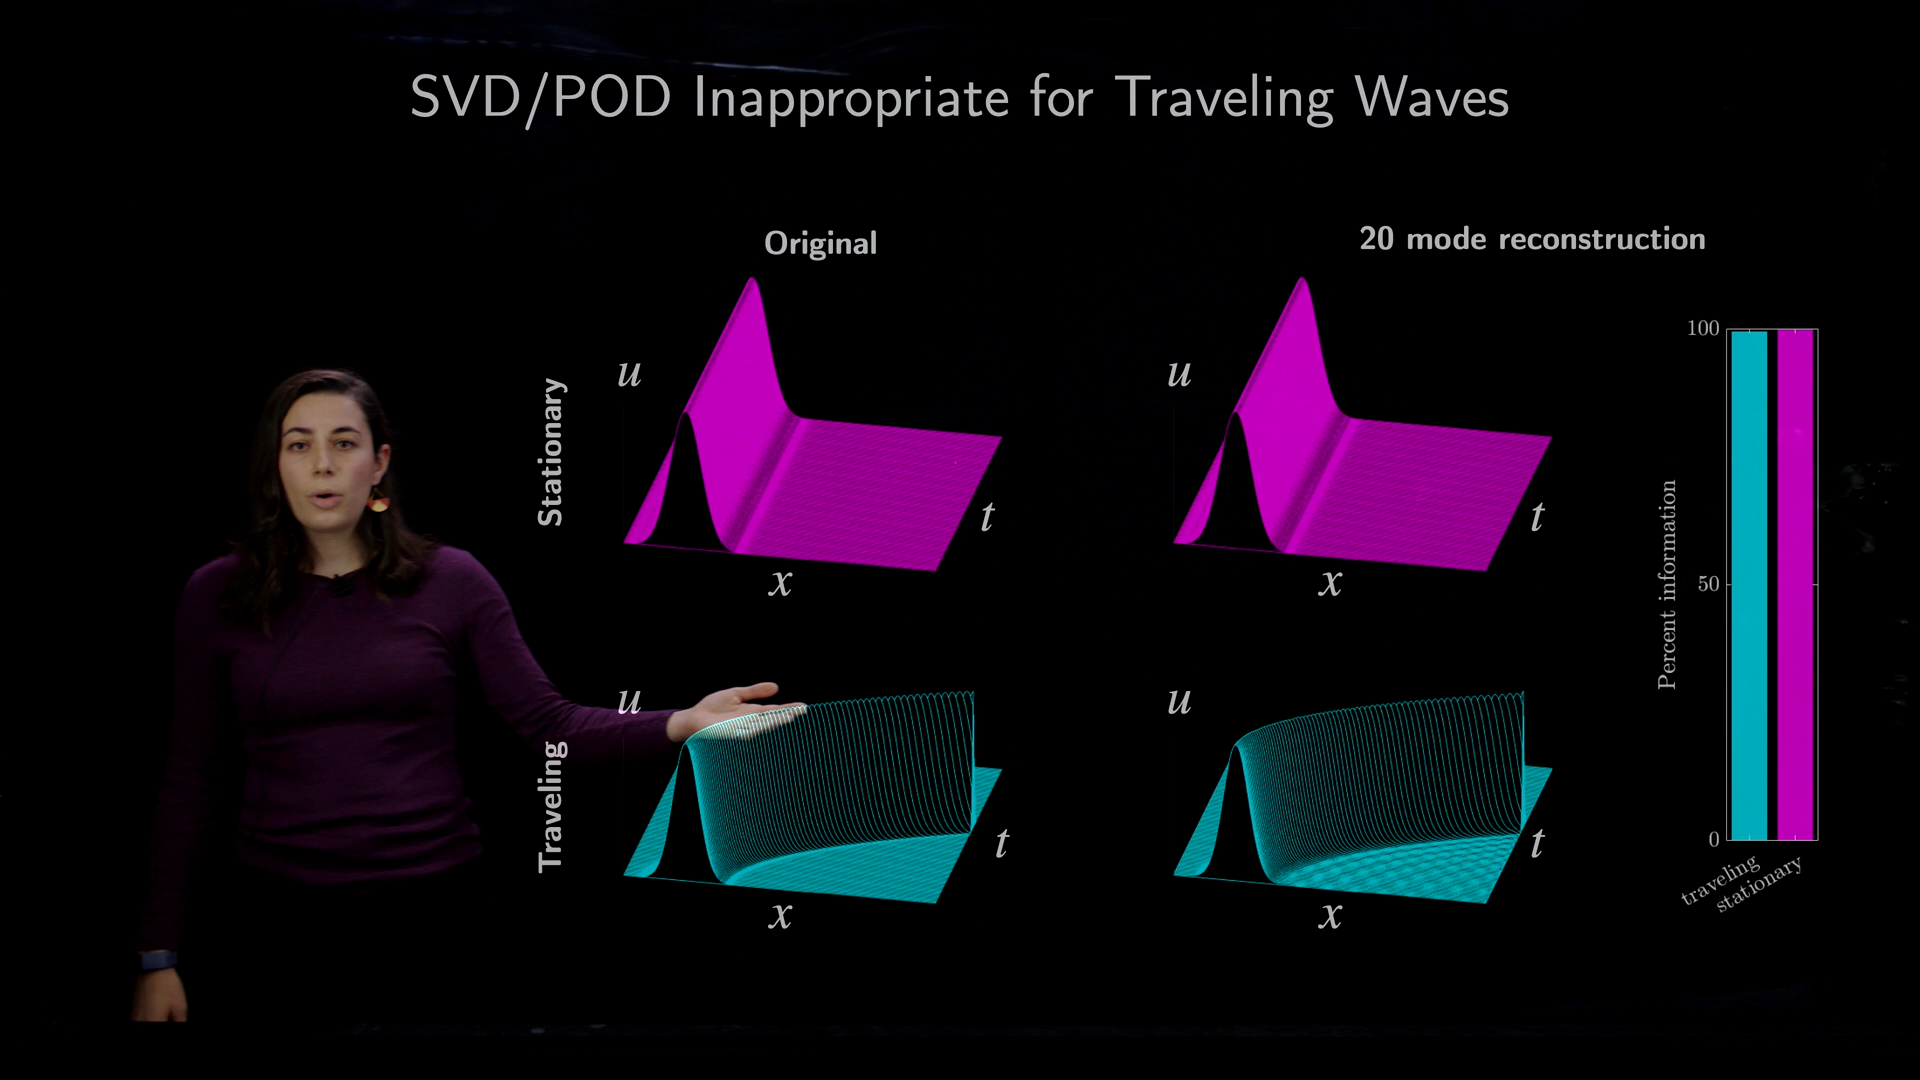 SVD/POD Inappropriate for Traveling Waves
Original
20 mode reconstruction
Stationary
u
t
x
u
t
x
Traveling
u
t
x
u
t
x
Percent information
100
50
0
traveling
stationary